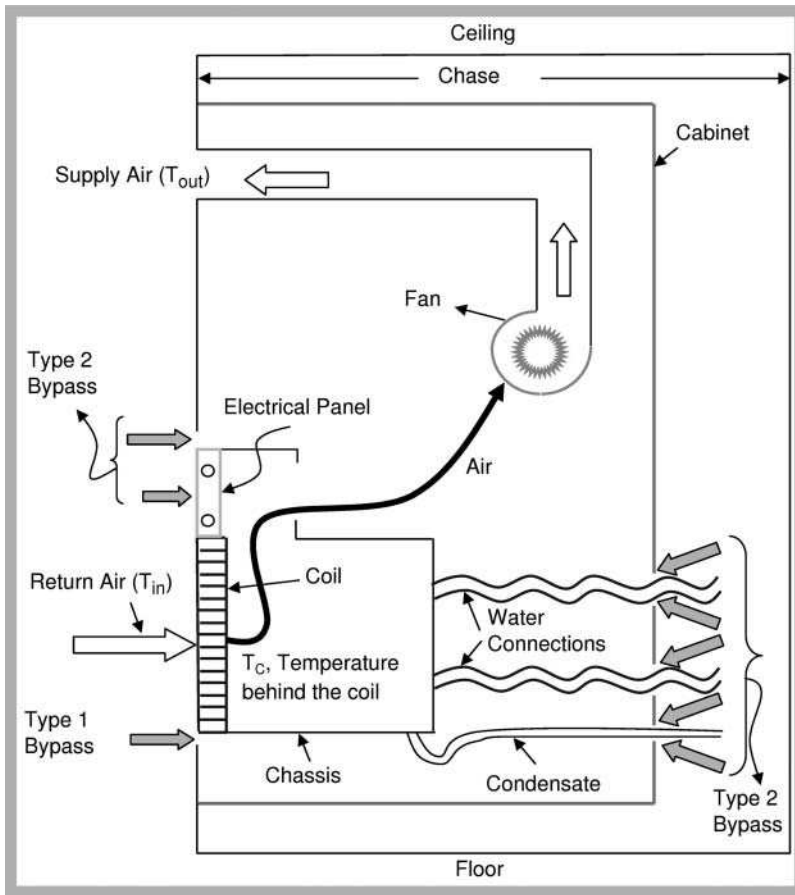 Ceiling
Chase
Cabinet
Supply Air (Tout)
Fan
Type 2
Bypass
Electrical Panel
Air
Return Air (Tin)
Coil
Water
Connections
TC, Temperature
behind the coil
Type 1
Bypass
Chassis
Condensate
Type 2
Bypass
Floor